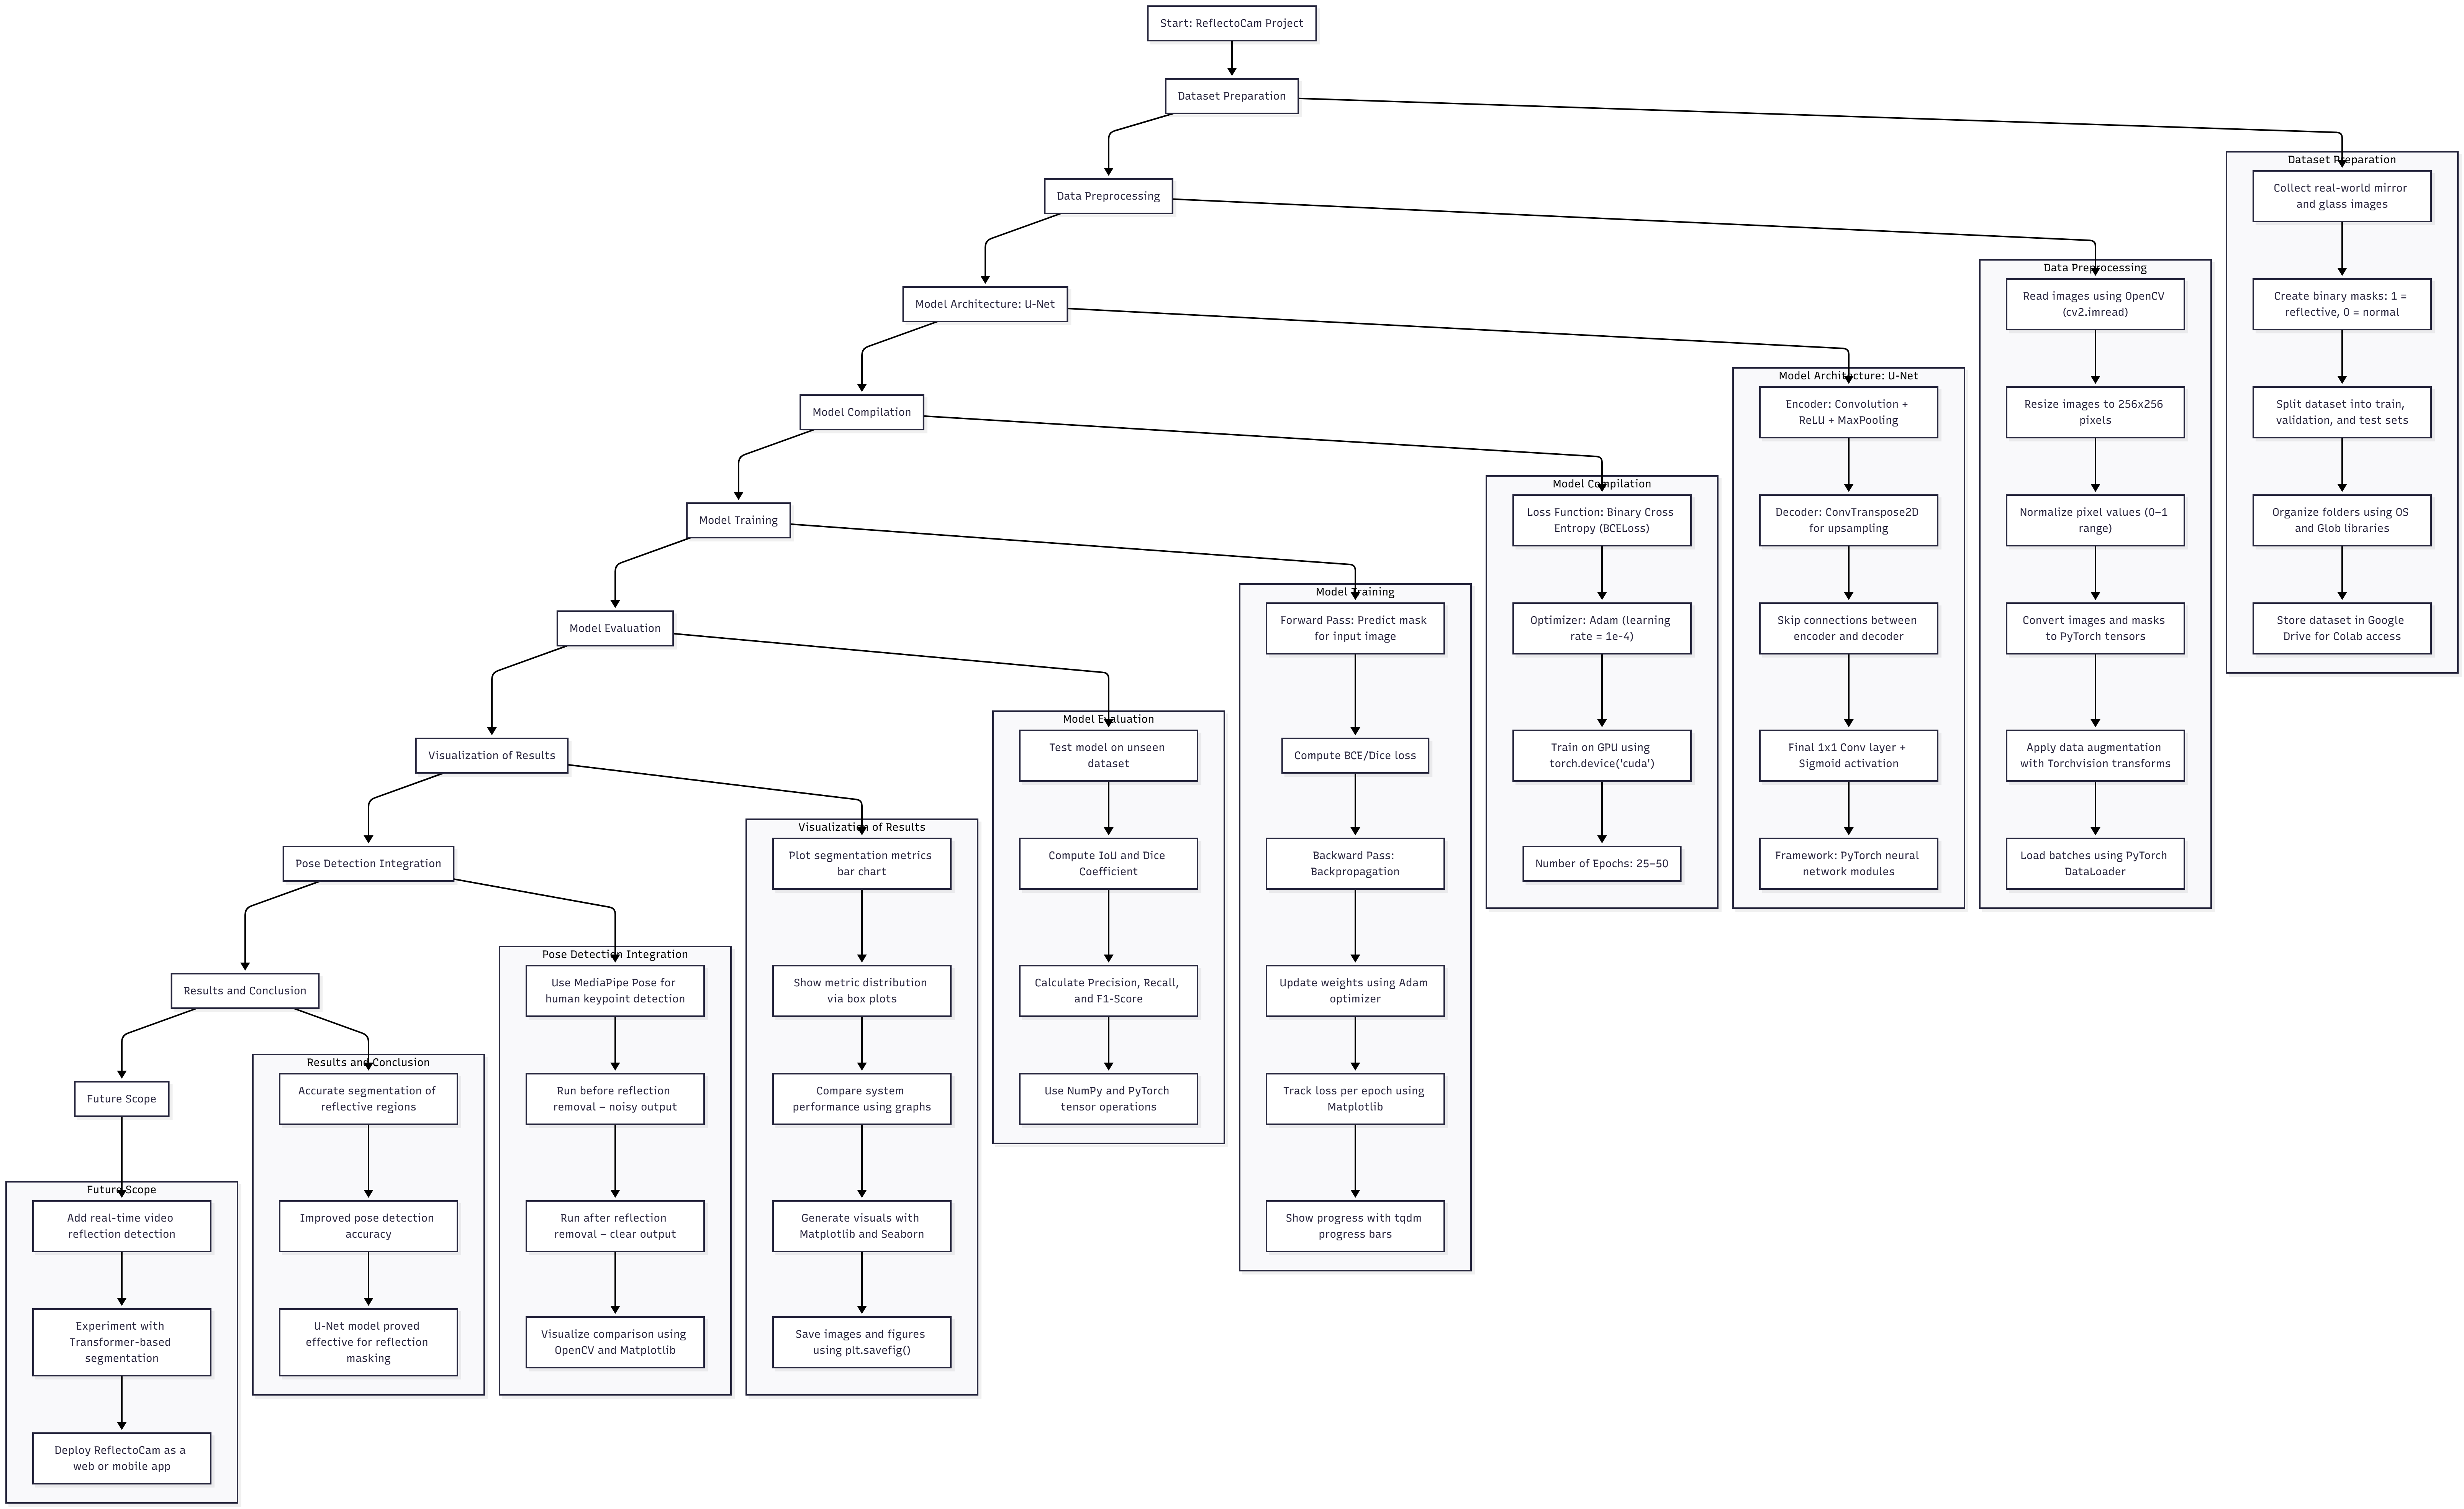 Start: ReflectoCam Project
Dataset Preparation
Data Preprocessing
Model Architecture: U-Net
Model Compilation
Model Training
Model Evaluation
Visualization of Results
Pose Detection Integration
Results and Conclusion
Future Scope
Dataset Preparation
Collect real-world mirror
and glass images
Create binary masks: 1 =
reflective, 0 = normal
Split dataset into train,
validation, and test sets
Organize folders using OS
and Glob libraries
Store dataset in Google
Drive for Colab access
Data Preprocessing
Read images using OpenCV
(cv2.imread)
Resize images to 256x256
pixels
Normalize pixel values (0–1
range)
Convert images and masks
to PyTorch tensors
Apply data augmentation
with Torchvision transforms
Load batches using PyTorch
DataLoader
Model Architecture: U-Net
Encoder: Convolution +
ReLU + MaxPooling
Decoder: ConvTranspose2D
for upsampling
Skip connections between
encoder and decoder
Final 1x1 Conv layer +
Sigmoid activation
Framework: PyTorch neural
network modules
Model Compilation
Loss Function: Binary Cross
Entropy (BCELoss)
Optimizer: Adam (learning
rate = 1e-4)
Train on GPU using
torch.device('cuda')
Number of Epochs: 25–50
Model Training
Forward Pass: Predict mask
for input image
Compute BCE/Dice loss
Backward Pass:
Backpropagation
Update weights using Adam
optimizer
Track loss per epoch using
Matplotlib
Show progress with tqdm
progress bars
Model Evaluation
Test model on unseen
dataset
Compute IoU and Dice
Coefficient
Calculate Precision, Recall,
and F1-Score
Use NumPy and PyTorch
tensor operations
Visualization of Results
Plot segmentation metrics
bar chart
Show metric distribution
via box plots
Compare system
performance using graphs
Generate visuals with
Matplotlib and Seaborn
Save images and figures
using plt.savefig()
Pose Detection Integration
Use MediaPipe Pose for
human keypoint detection
Run before reflection
removal – noisy output
Run after reflection
removal – clear output
Visualize comparison using
OpenCV and Matplotlib
Results and Conclusion
Accurate segmentation of
reflective regions
Improved pose detection
accuracy
U-Net model proved
effective for reflection
masking
Future Scope
Add real-time video
reflection detection
Experiment with
Transformer-based
segmentation
Deploy ReflectoCam as a
web or mobile app